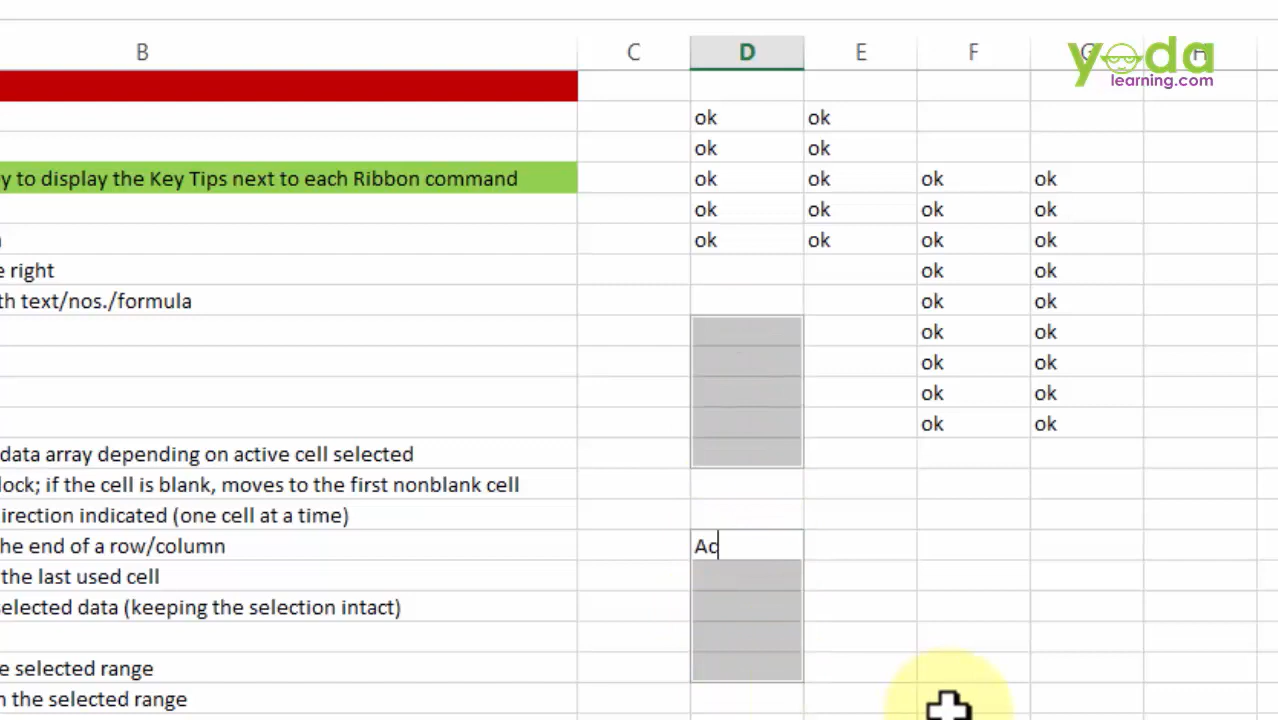 yoda
learning.com
B C D E F G H
ok ok
ok ok
y to display the Key Tips next to each Ribbon command ok ok ok ok
ok ok ok ok
ok ok ok ok
e right ok ok
th text/nos./formula ok ok
ok ok
ok ok
ok ok
ok ok
data array depending on active cell selected
lock; if the cell is blank, moves to the first nonblank cell
irection indicated (one cell at a time)
he end of a row/column Ac
the last used cell
selected data (keeping the selection intact)
e selected range
n the selected range